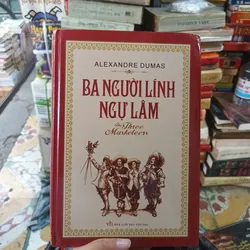 ALEXANDRE DUMAS
BA NGƯỜI LÍNH
NGỰ LÂM
The Three
Musketeers